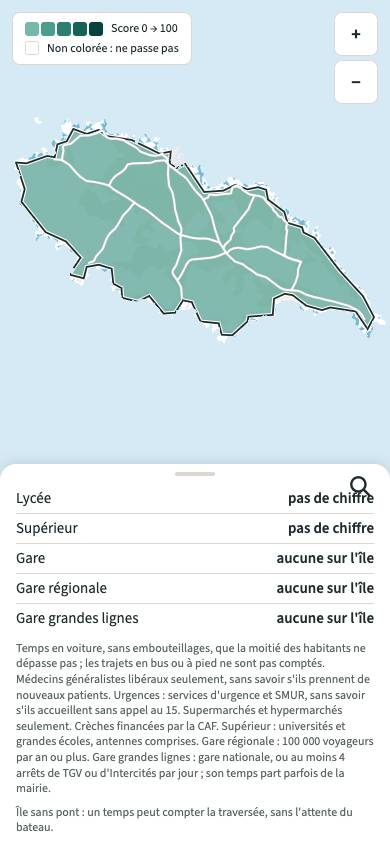 Score 0 → 100
Non colorée : ne passe pas
+
−
Lycée pas de chiffre
Supérieur pas de chiffre
Gare aucune sur l'île
Gare régionale aucune sur l'île
Gare grandes lignes aucune sur l'île
Temps en voiture, sans embouteillages, que la moitié des habitants ne
dépasse pas ; les trajets en bus ou à pied ne sont pas comptés.
Médecins généralistes libéraux seulement, sans savoir s'ils prennent de
nouveaux patients. Urgences : services d'urgence et SMUR, sans savoir
s'ils accueillent sans appel au 15. Supermarchés et hypermarchés
seulement. Crèches financées par la CAF. Supérieur : universités et
grandes écoles, antennes comprises. Gare régionale : 100 000 voyageurs
par an ou plus. Gare grandes lignes : gare nationale, ou au moins 4
arrêts de TGV ou d'Intercités par jour ; son temps part parfois de la
mairie.
Île sans pont : un temps peut compter la traversée, sans l'attente du
bateau.